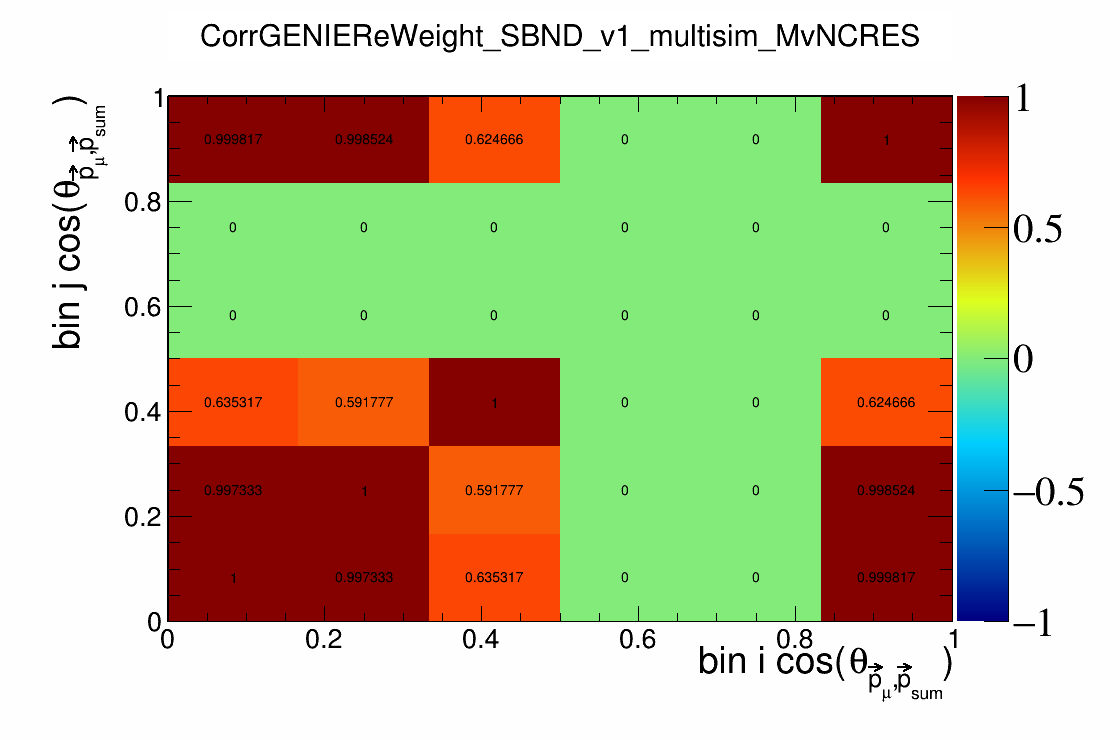 CorrGENIEReWeight_SBND_v1_multisim_MvNCRES
bin j cos(θ p⃗μ,p⃗sum)
1
0.8
0.6
0.4
0.2
0
0.999817 0.998524 0.624666 0 0 1
0 0 0 0 0 0
0 0 0 0 0 0
0.635317 0.591777 1 0 0 0.624666
0.997333 1 0.591777 0 0 0.998524
1 0.997333 0.635317 0 0 0.999817
0 0.2 0.4 0.6 0.8 1
bin i cos(θ p⃗μ,p⃗sum)
1
0.5
0
−0.5
−1